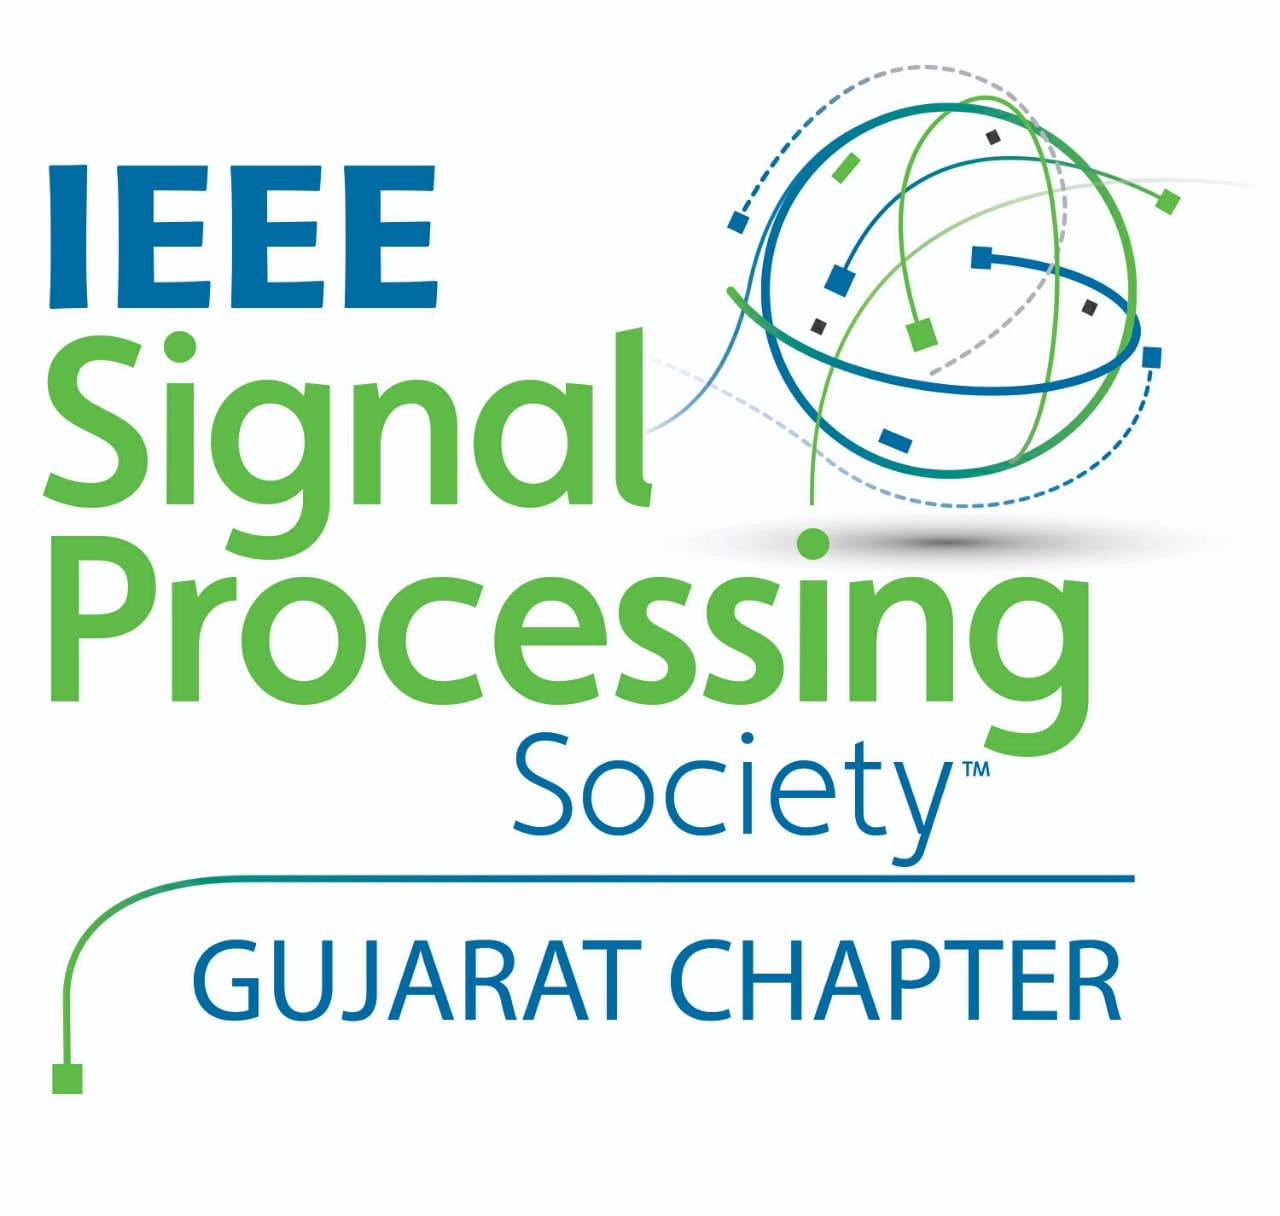 IEEE
Signal
Processing
Society™
GUJARAT CHAPTER